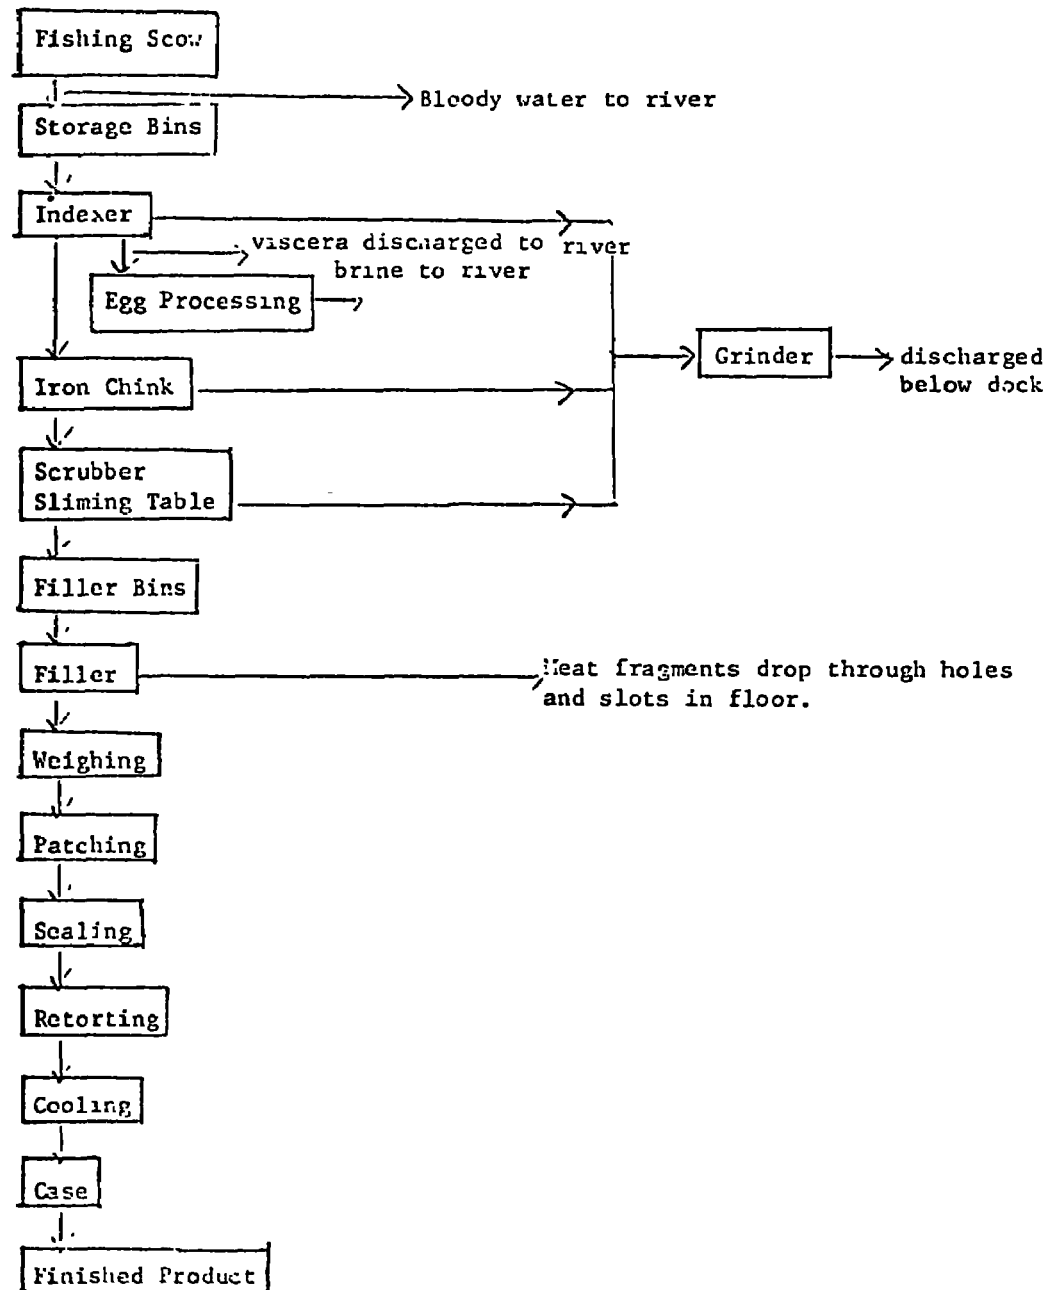 Fishing Scow
Bloody water to river
Storage Bins
Indexer
viscera discharged to river
brine to river
Egg Processing
Grinder
discharged
below dock
Iron Chink
Scrubber
Sliming Table
Filler Bins
Filler
Meat fragments drop through holes
and slots in floor.
Weighing
Patching
Sealing
Retorting
Cooling
Case
Finished Product